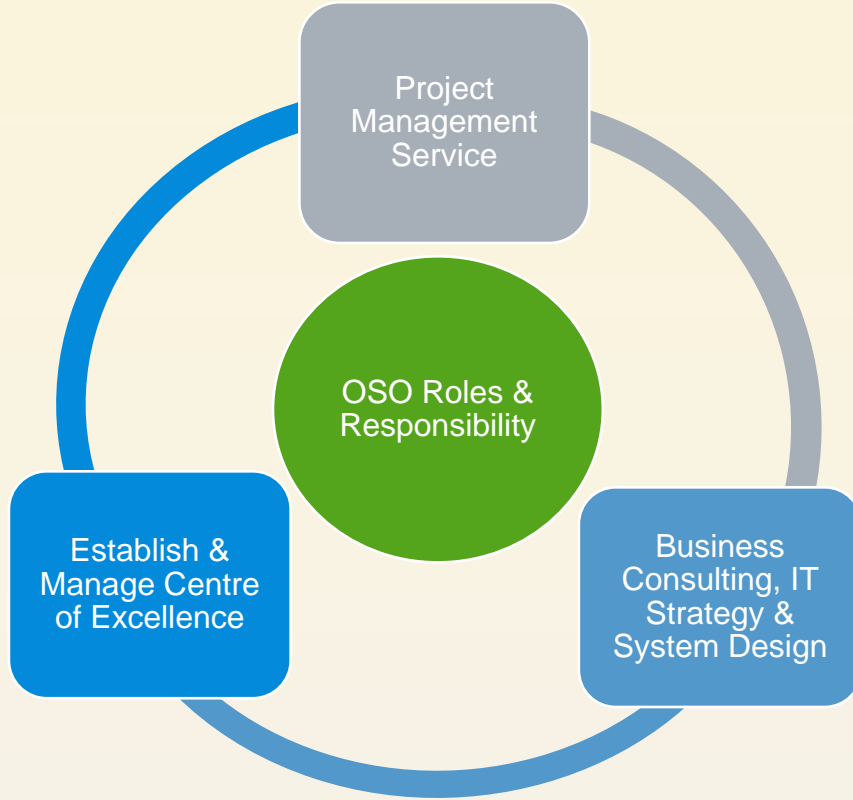 Project
Management
Service
OSO Roles &
Responsibility
Establish &
Manage Centre
of Excellence
Business
Consulting, IT
Strategy &
System Design